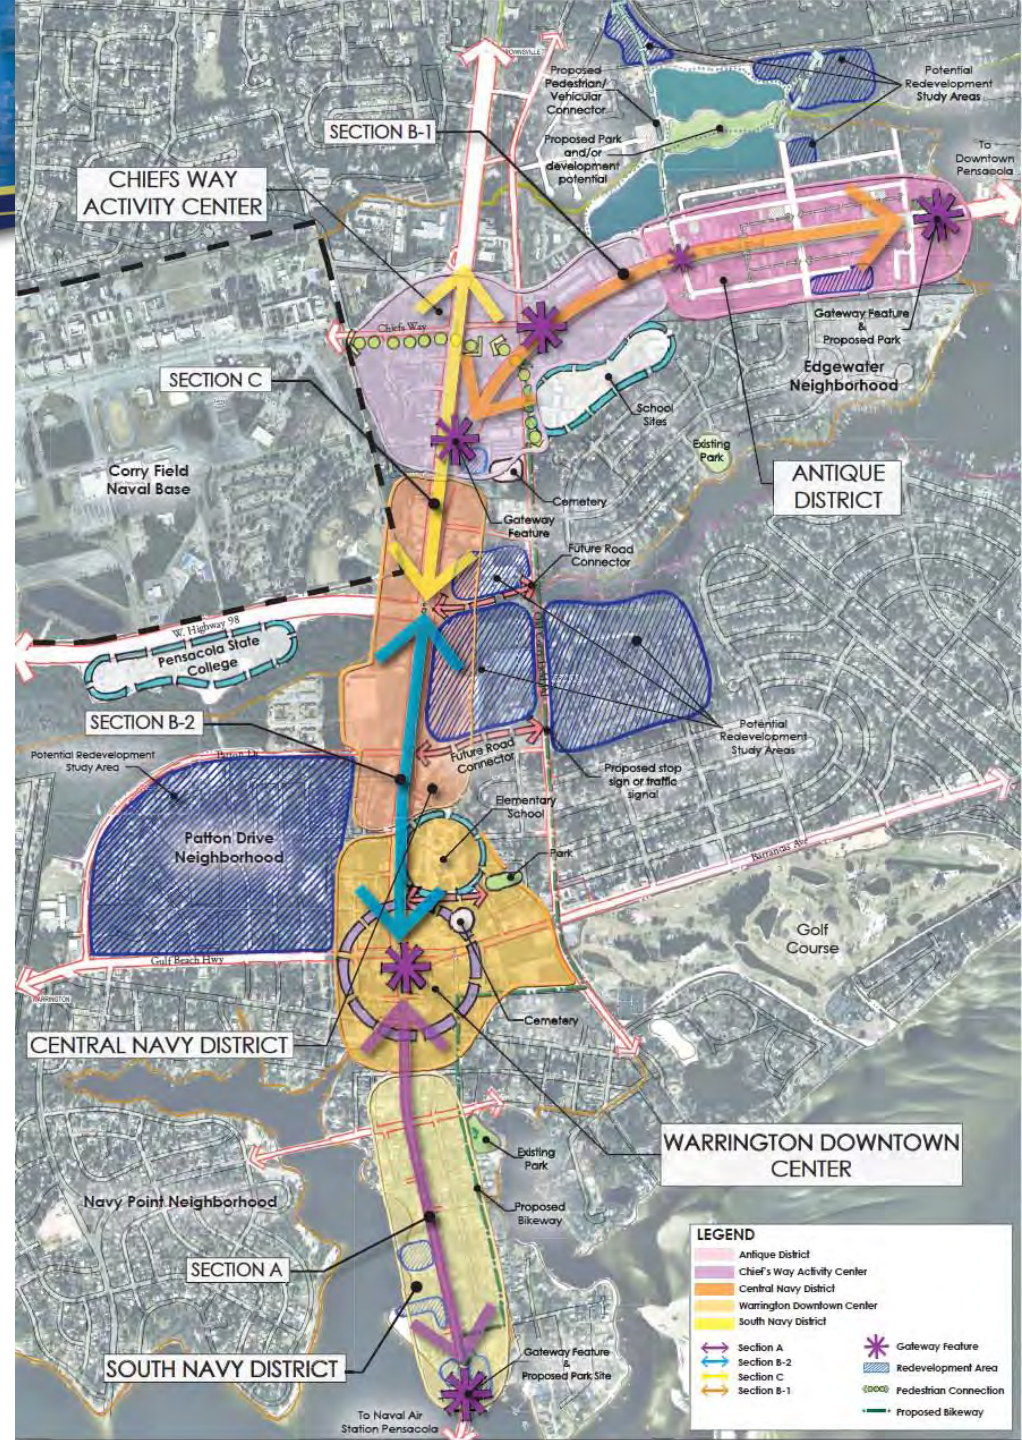 BROWNSVILLE
Proposed
Pedestrian/
Vehicular
Connector
Potential
Redevelopment
Study Areas
SECTION B-1
Proposed Park
and/or
development
potential
To
Downtown
Pensacola
CHIEFS WAY
ACTIVITY CENTER
Chiefs Way
Gateway Feature
&
Proposed Park
Edgewater
Neighborhood
SECTION C
School
Sites
Existing
Park
Corry Field
Naval Base
ANTIQUE
DISTRICT
Cemetery
Gateway
Feature
Future Road
Connector
W. Highway 98
Pensacola State
College
SECTION B-2
Potential
Redevelopment
Study Areas
Potential Redevelopment
Study Area
Patton Dr
Future Road
Connector
Proposed stop
sign or traffic
signal
Elementary
School
Patton Drive
Neighborhood
Park
Barrancas Ave
Golf
Course
Gulf Beach Hwy
WARRINGTON
Cemetery
CENTRAL NAVY DISTRICT
WARRINGTON DOWNTOWN
CENTER
Existing
Park
Navy Point Neighborhood
Proposed
Bikeway
SECTION A
SOUTH NAVY DISTRICT
Gateway Feature
&
Proposed Park Site
To Naval Air
Station Pensacola
LEGEND
Antique District
Chief's Way Activity Center
Central Navy District
Warrington Downtown Center
South Navy District
Section A
Section B-2
Section C
Section B-1
Gateway Feature
Redevelopment Area
Pedestrian Connection
Proposed Bikeway